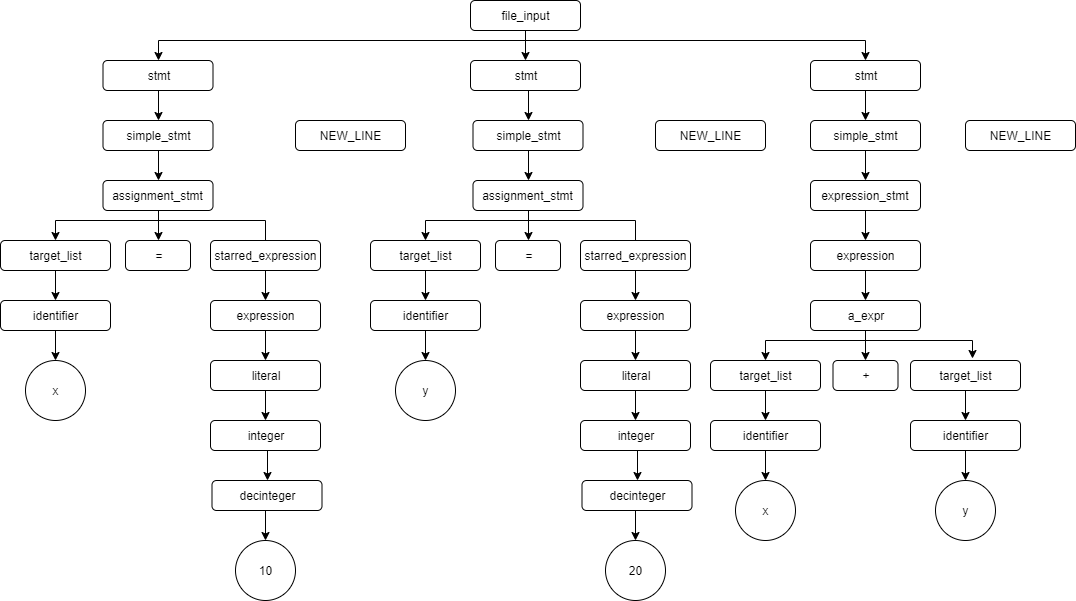 file_input
stmt
stmt
stmt
simple_stmt
NEW_LINE
simple_stmt
NEW_LINE
simple_stmt
NEW_LINE
assignment_stmt
assignment_stmt
expression_stmt
target_list
=
starred_expression
target_list
=
starred_expression
expression
identifier
expression
identifier
expression
a_expr
x
literal
y
literal
target_list
+
target_list
integer
integer
identifier
identifier
decinteger
decinteger
x
y
10
20